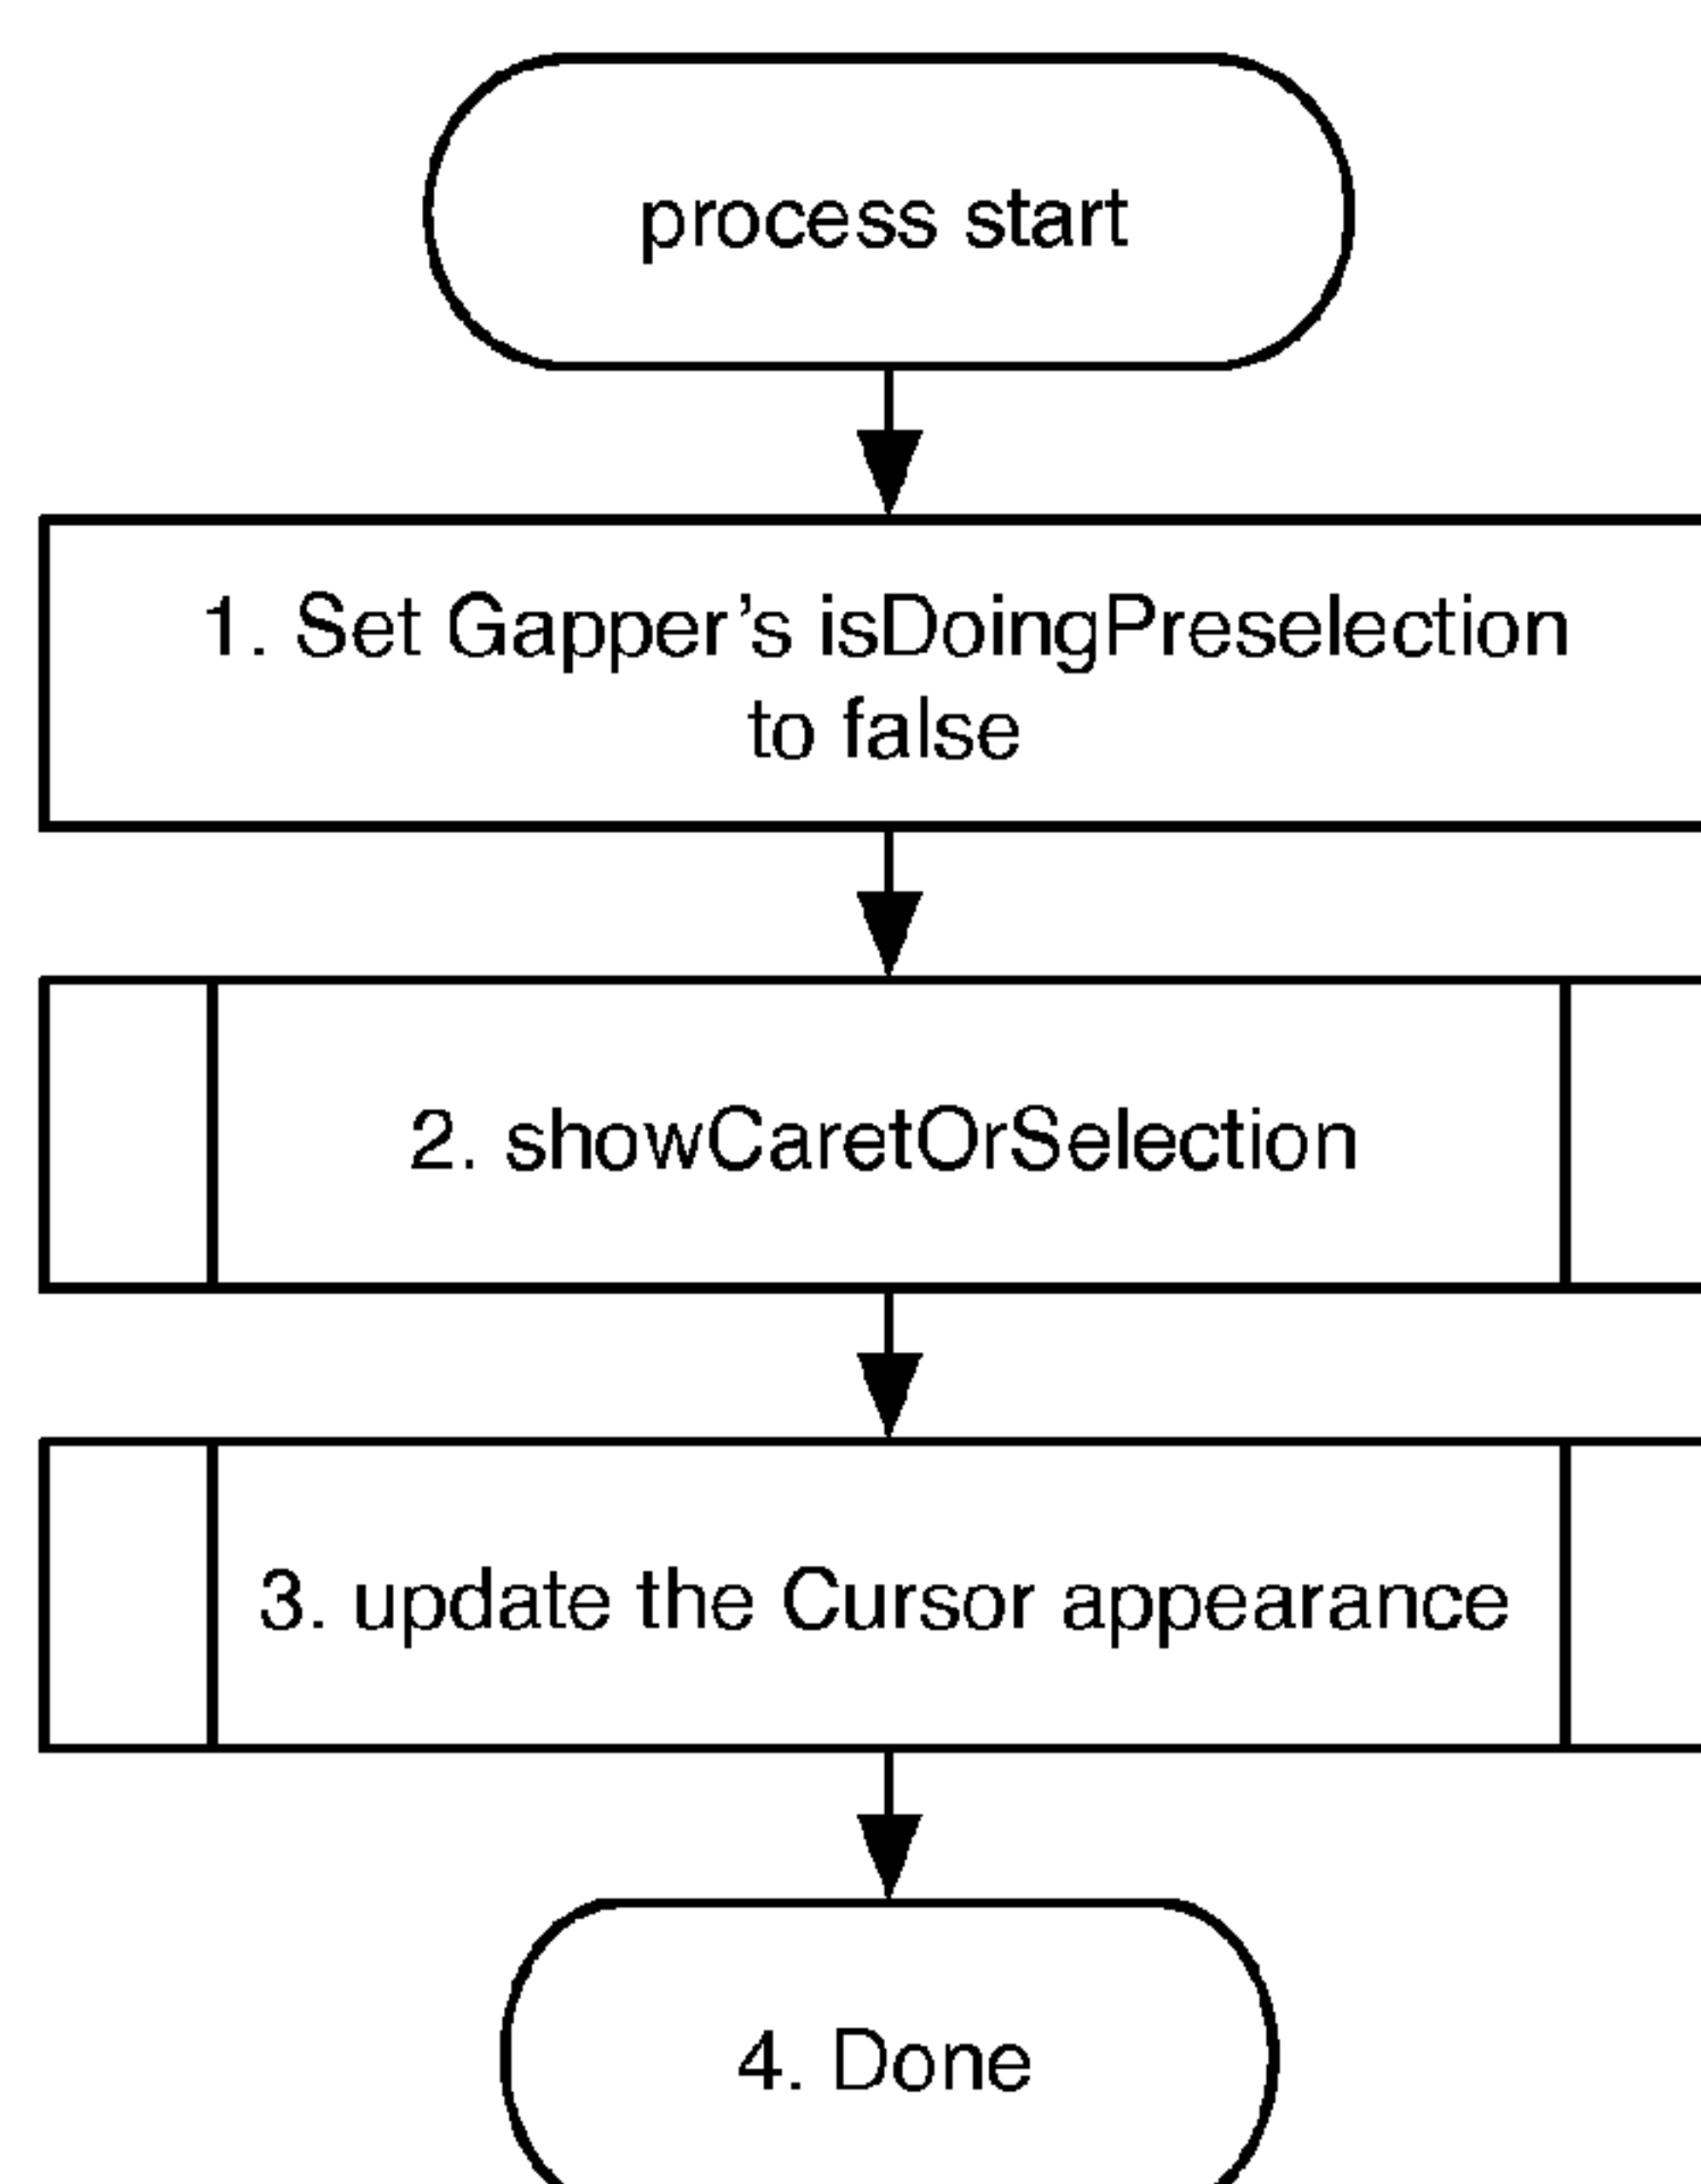 process start
1. Set Gapper’s isDoingPreselection
to false
2. showCaretOrSelection
3. update the Cursor appearance
4. Done